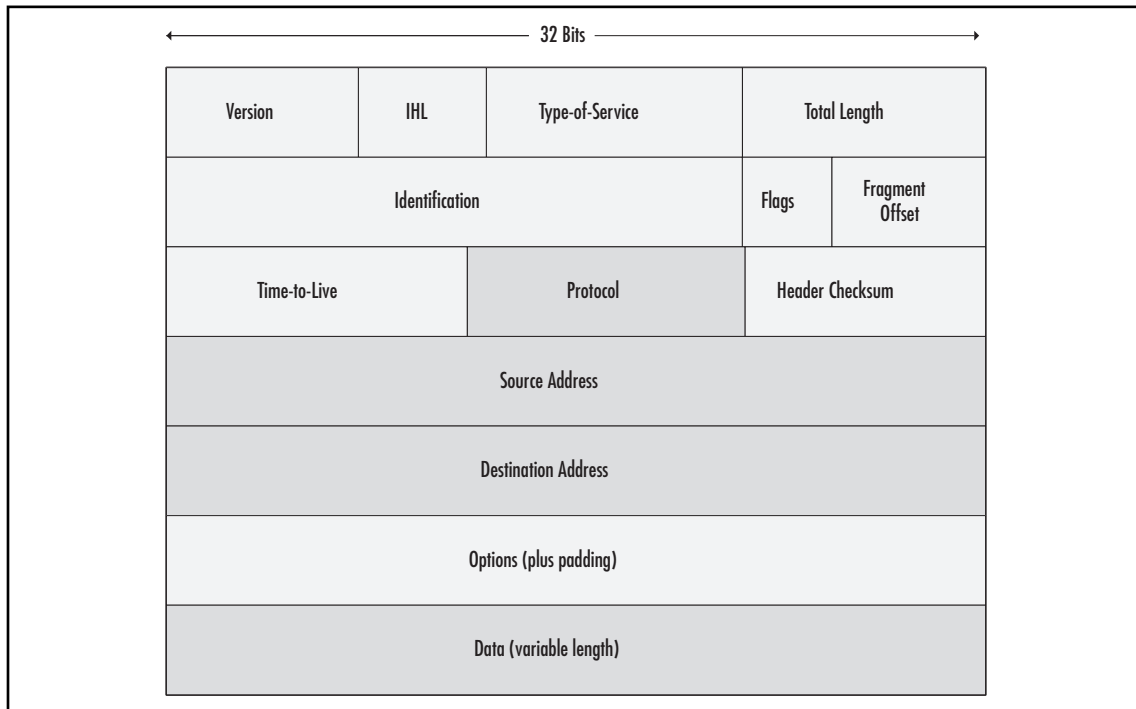 32 Bits
Version IHL Type-of-Service Total Length
Identification Flags Fragment
Offset
Time-to-Live Protocol Header Checksum
Source Address
Destination Address
Options (plus padding)
Data (variable length)